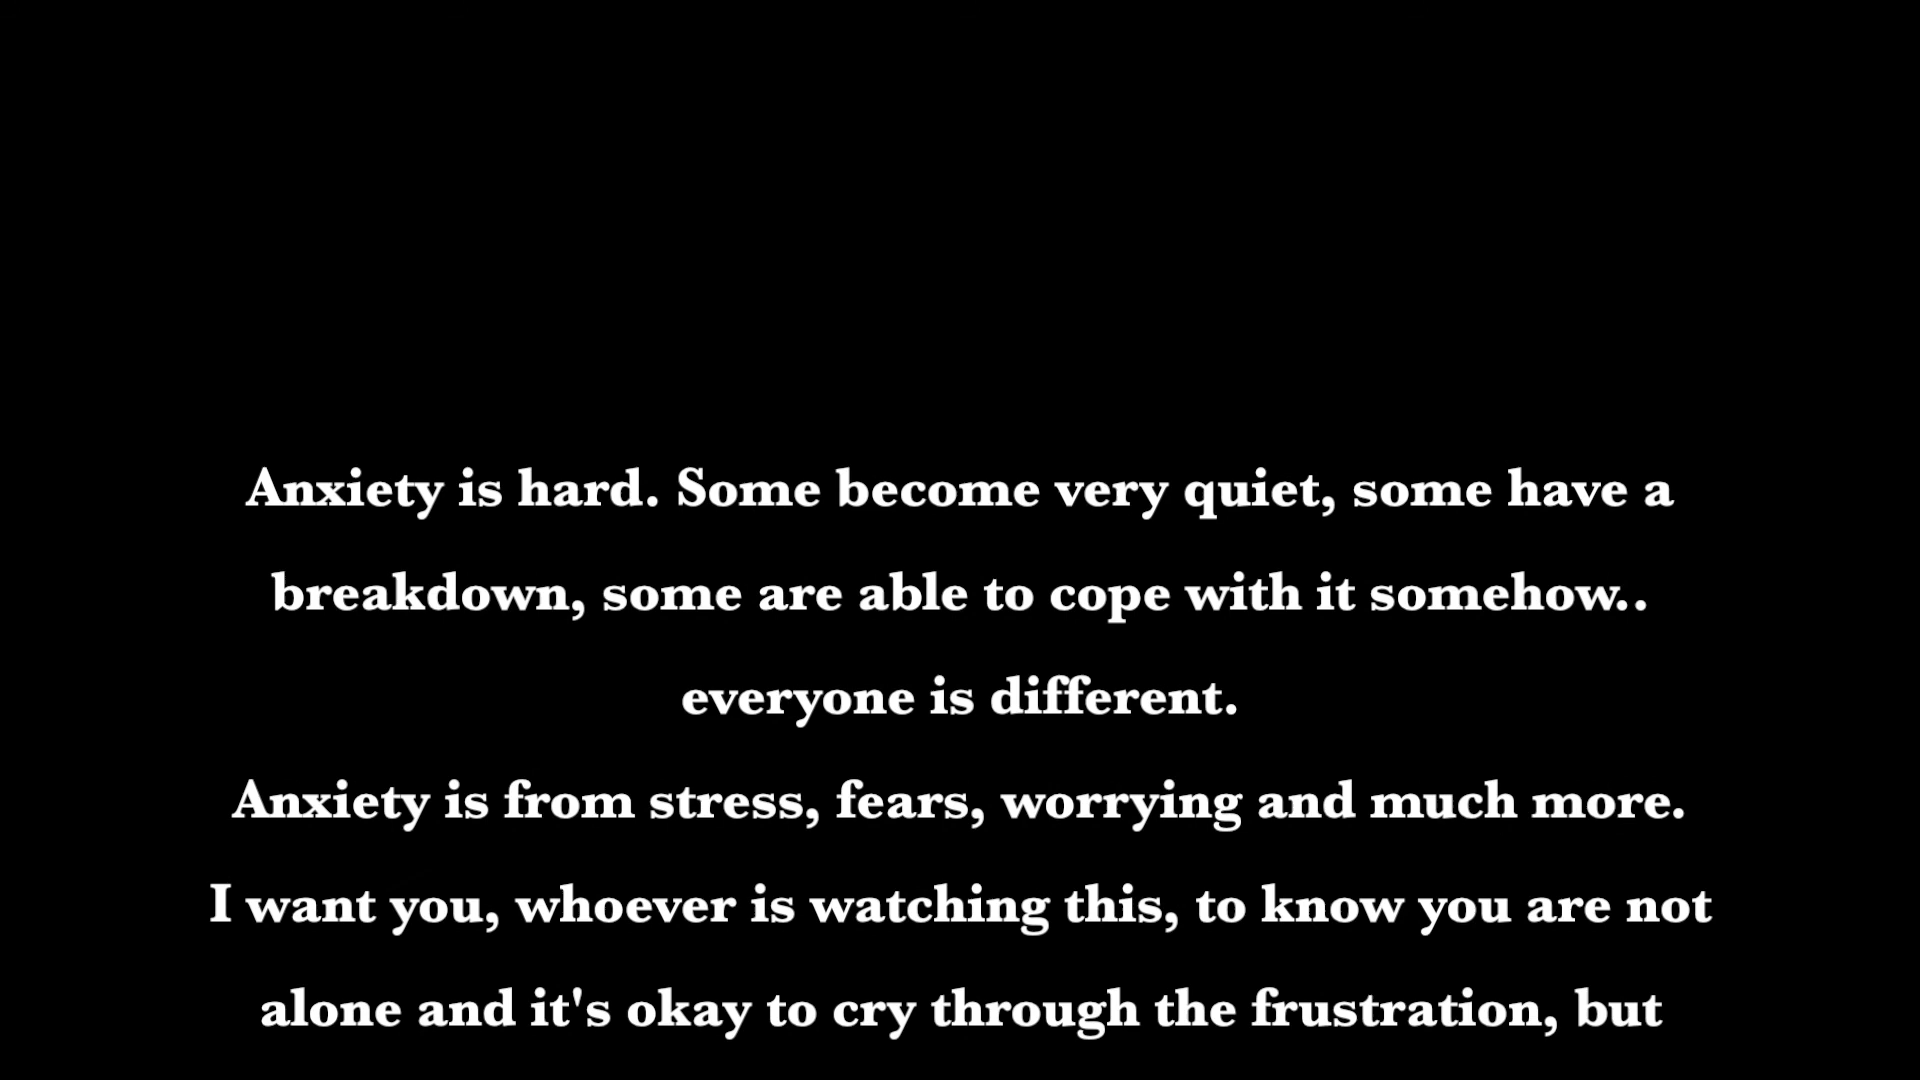 Anxiety is hard. Some become very quiet, some have a
breakdown, some are able to cope with it somehow..
everyone is different.
Anxiety is from stress, fears, worrying and much more.
I want you, whoever is watching this, to know you are not
alone and it's okay to cry through the frustration, but